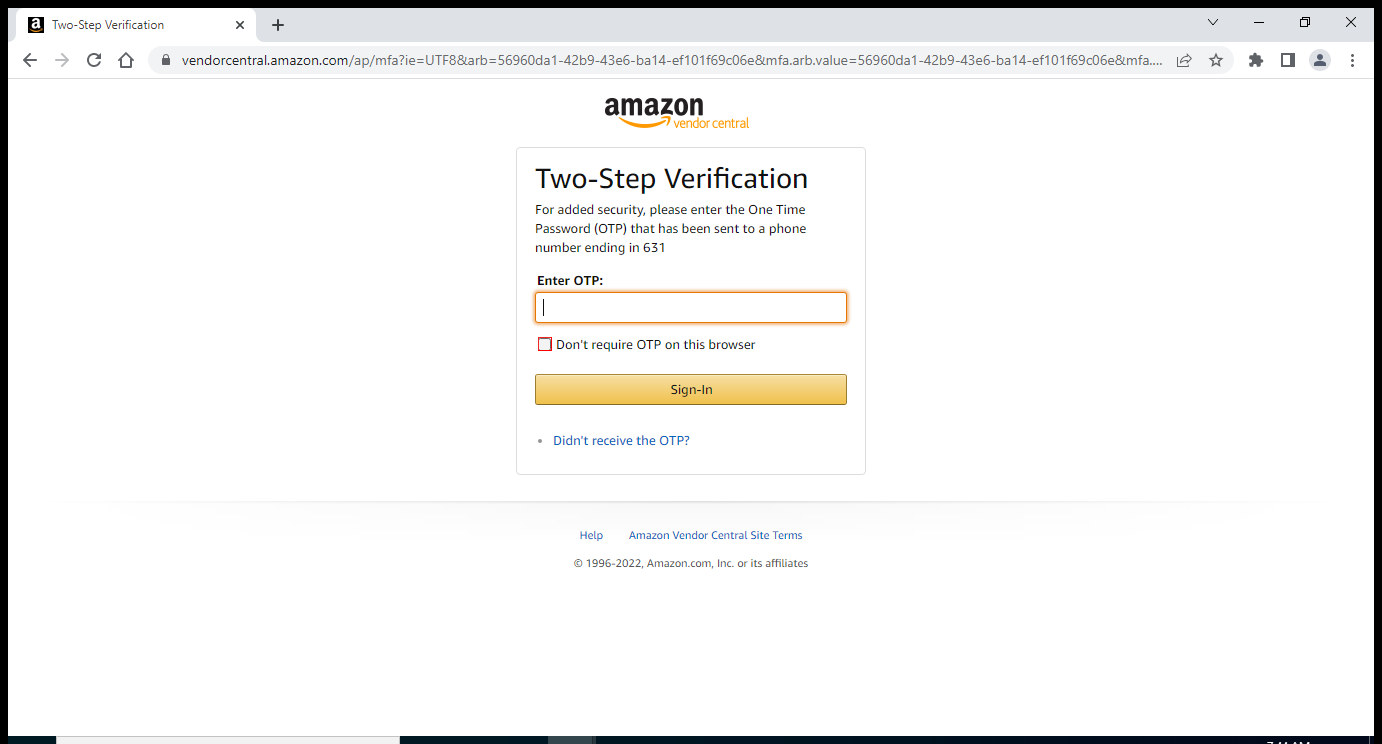 Two-Step Verification
vendorcentral.amazon.com/ap/mfa?ie=UTF8&arb=56960da1-42b9-43e6-ba14-ef101f69c06e&mfa.arb.value=56960da1-42b9-43e6-ba14-ef101f69c06e&mfa....
amazon
vendor central
Two-Step Verification
For added security, please enter the One Time
Password (OTP) that has been sent to a phone
number ending in 631
Enter OTP:
Don't require OTP on this browser
Sign-In
Didn't receive the OTP?
Help Amazon Vendor Central Site Terms
© 1996-2022, Amazon.com, Inc. or its affiliates